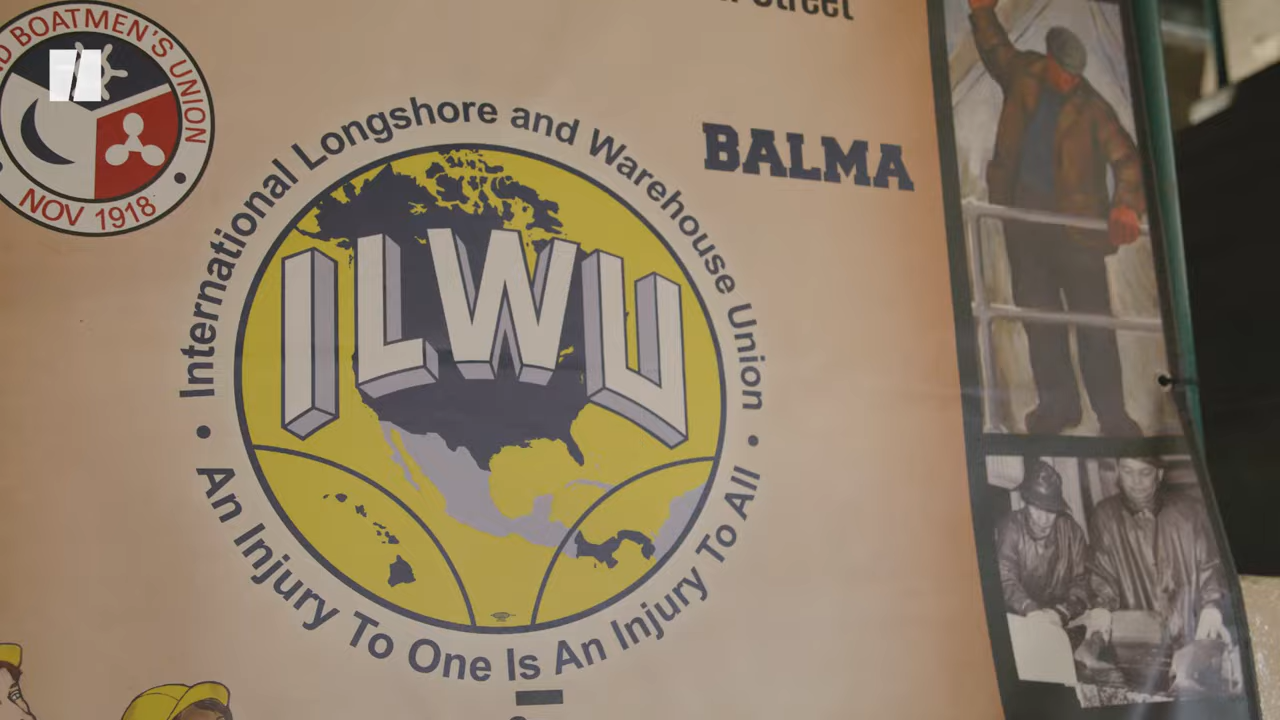 Street
D BOATMEN'S UNION
NOV 1918
International Longshore and Warehouse Union
BALMA
ILWU
An Injury To One Is An Injury To All